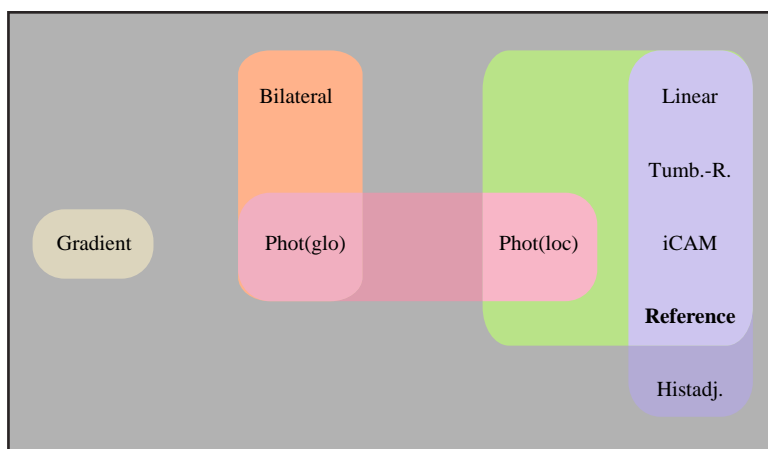 Bilateral
Linear
Tumb.-R.
Gradient
Phot(glo)
Phot(loc)
iCAM
Reference
Histadj.